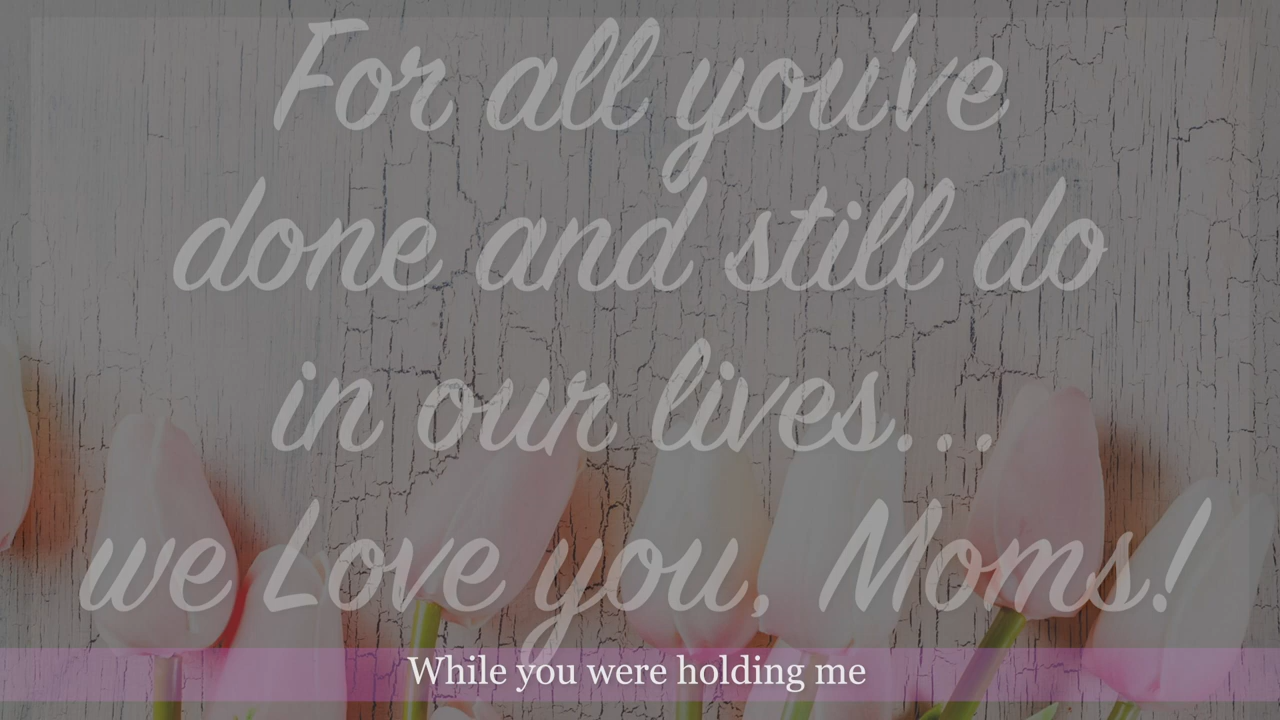 For all you've
done and still do
in our lives...
we Love you, Moms!
While you were holding me